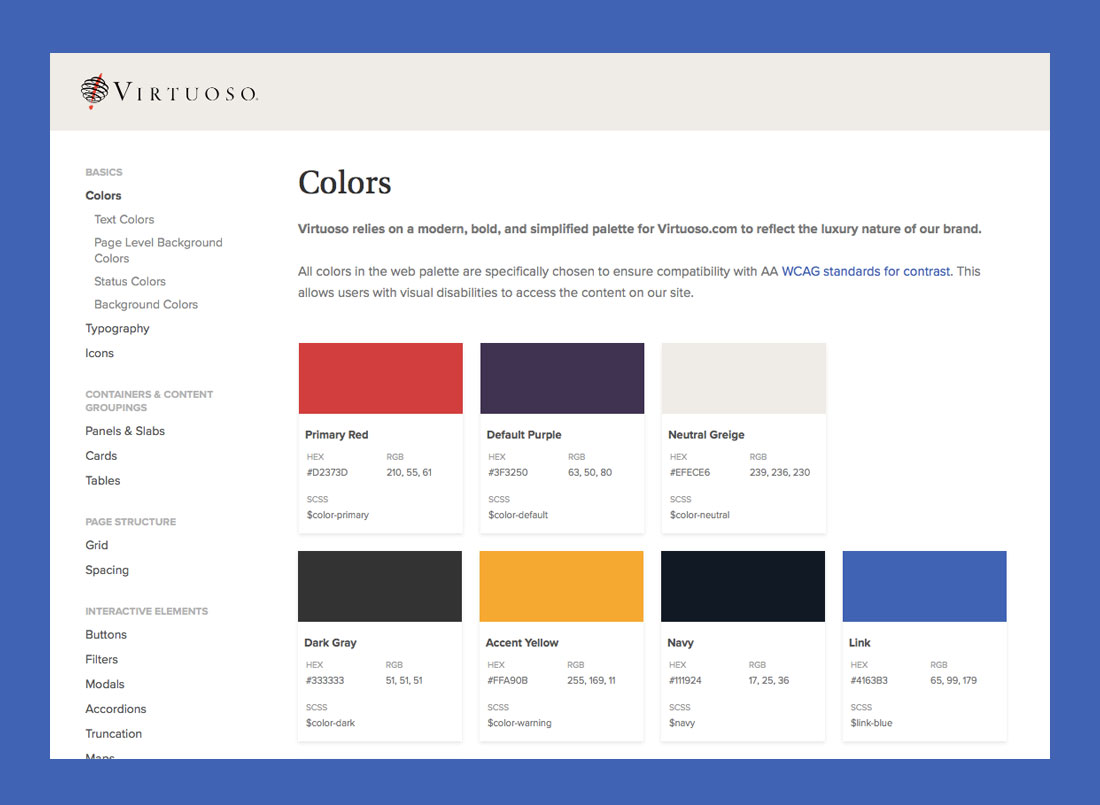 VIRTUOSO.
BASICS
Colors
Text Colors
Page Level Background
Colors
Status Colors
Background Colors
Typography
Icons
CONTAINERS & CONTENT
GROUPINGS
Panels & Slabs
Cards
Tables
PAGE STRUCTURE
Grid
Spacing
INTERACTIVE ELEMENTS
Buttons
Filters
Modals
Accordions
Truncation
Maps
Colors
Virtuoso relies on a modern, bold, and simplified palette for Virtuoso.com to reflect the luxury nature of our brand.
All colors in the web palette are specifically chosen to ensure compatibility with AA WCAG standards for contrast. This
allows users with visual disabilities to access the content on our site.
Primary Red
HEX RGB
#D2373D 210, 55, 61
SCSS
$color-primary
Default Purple
HEX RGB
#3F3250 63, 50, 80
SCSS
$color-default
Neutral Greige
HEX RGB
#EFECE6 239, 236, 230
SCSS
$color-neutral
Dark Gray
HEX RGB
#333333 51, 51, 51
SCSS
$color-dark
Accent Yellow
HEX RGB
#FFA90B 255, 169, 11
SCSS
$color-warning
Navy
HEX RGB
#111924 17, 25, 36
SCSS
$navy
Link
HEX RGB
#4163B3 65, 99, 179
SCSS
$link-blue